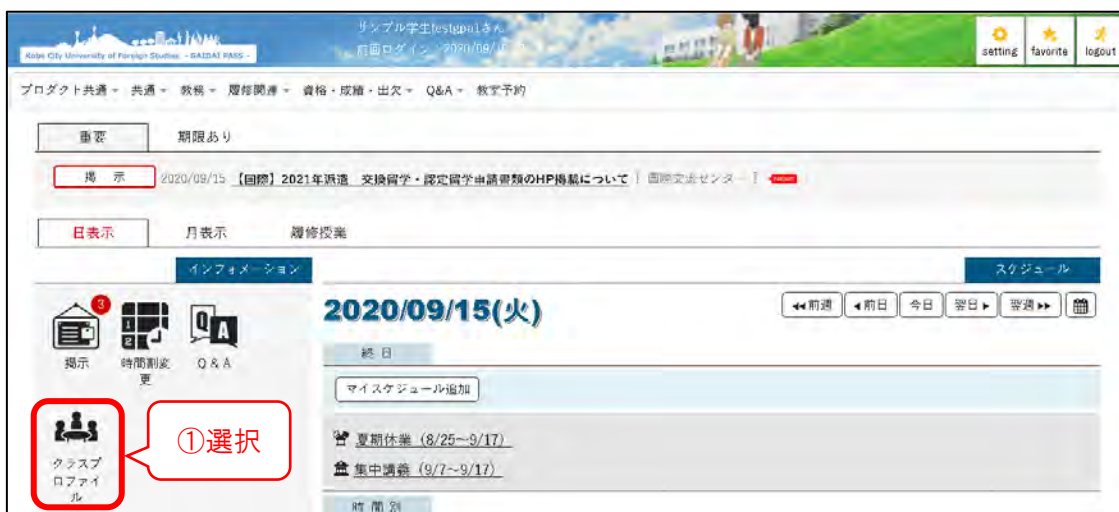 Kobe City University of Foreign Studies - GAIDAI PASS -
サンプル学生testgpu1さん
前回ログイン：2020/09/15
setting favorite logout
プロダクト共通 共通 教務 履修関連 資格・成績・出欠 Q&A 教室予約
重要 期限あり
掲 示 2020/09/15 【国際】2021年派遣 交換留学・認定留学申請書類のHP掲載について | 国際交流センター |
日表示 月表示 履修授業
インフォメーション スケジュール
2020/09/15(火) 前週 前日 今日 翌日 翌週
3
Q A
掲示 時間割変更 Q & A
終 日
マイスケジュール追加
①選択
クラスプ
ロファイ
ル
夏期休業 (8/25～9/17)
集中講義 (9/7～9/17)
時 間 別